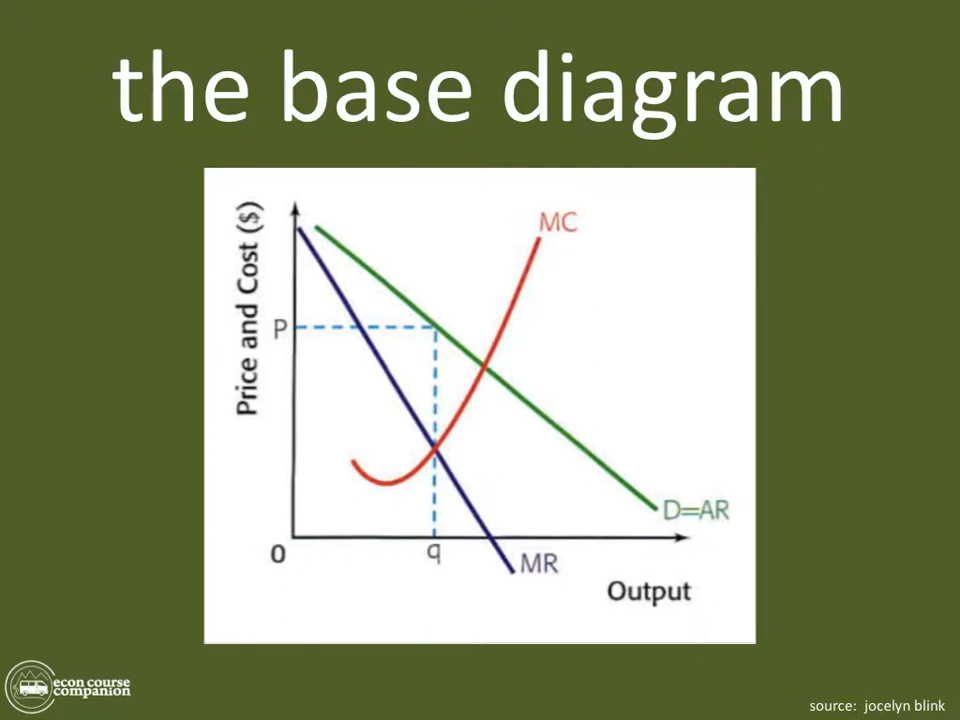 the base diagram
Price and Cost ($)
MC
P
D=AR
0
q
MR
Output
econ course
companion
source: jocelyn blink